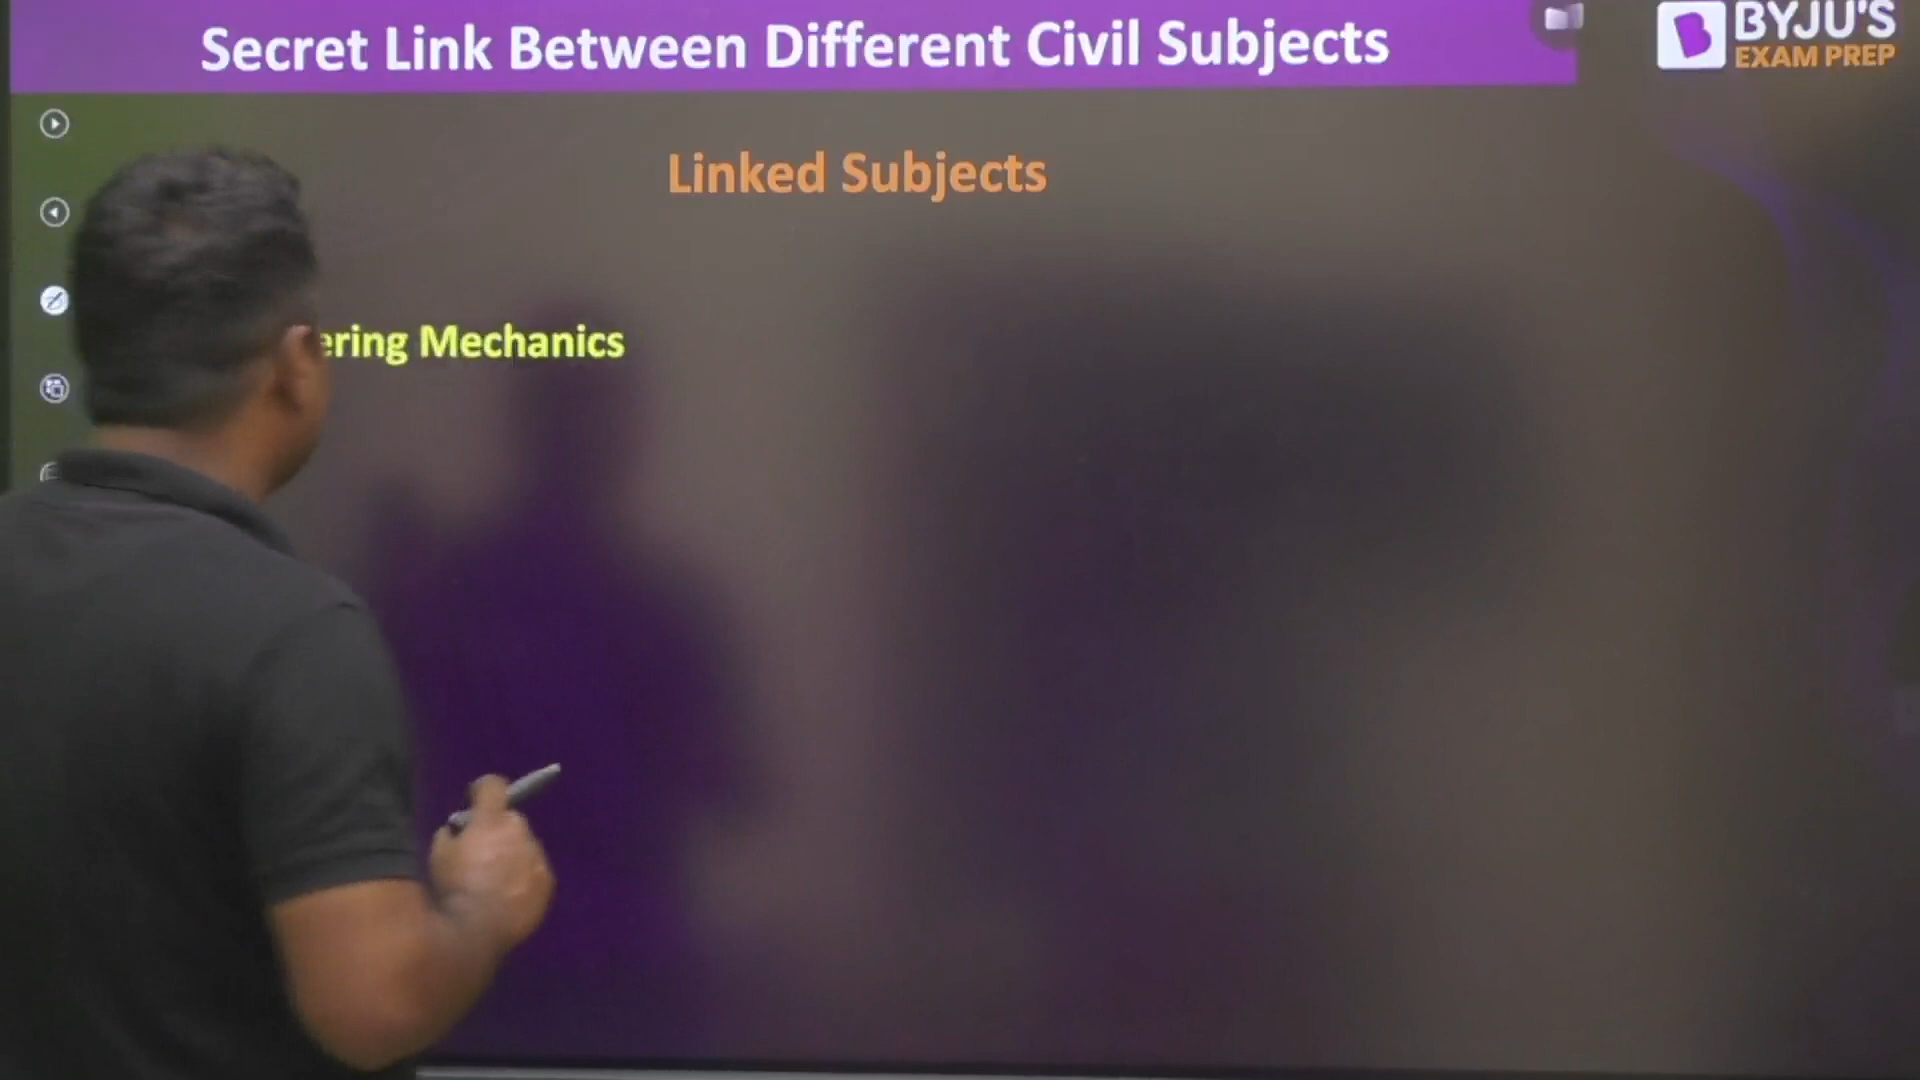 Secret Link Between Different Civil Subjects
BYJU'S
EXAM PREP
Linked Subjects
ering Mechanics